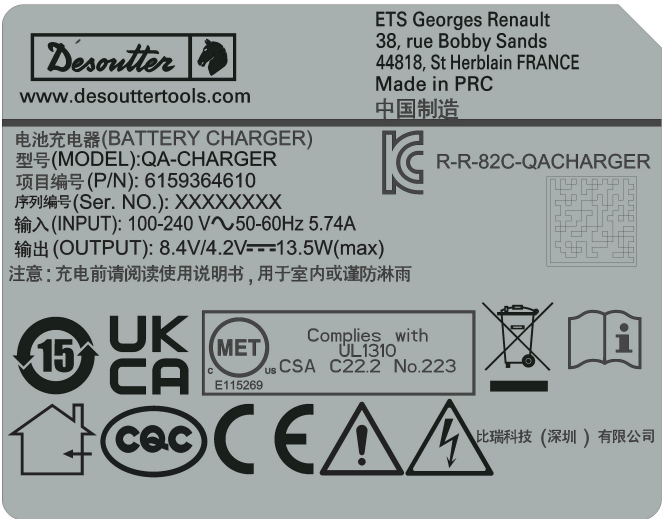 Desoutter
www.desouttertools.com
ETS Georges Renault
38, rue Bobby Sands
44818, St Herblain FRANCE
Made in PRC
中国制造
电池充电器(BATTERY CHARGER)
型号(MODEL):QA-CHARGER
项目编号(P/N): 6159364610
序列编号(Ser. NO.): XXXXXXXX
输入(INPUT): 100-240 V∿50-60Hz 5.74A
输出(OUTPUT): 8.4V/4.2V⎓13.5W(max)
注意：充电前请阅读使用说明书，用于室内或谨防淋雨
R-R-82C-QACHARGER
15
UK
CA
MET
C US
E115269
Complies with
UL1310
CSA C22.2 No.223
i
CQC
CE
比瑞科技（深圳）有限公司